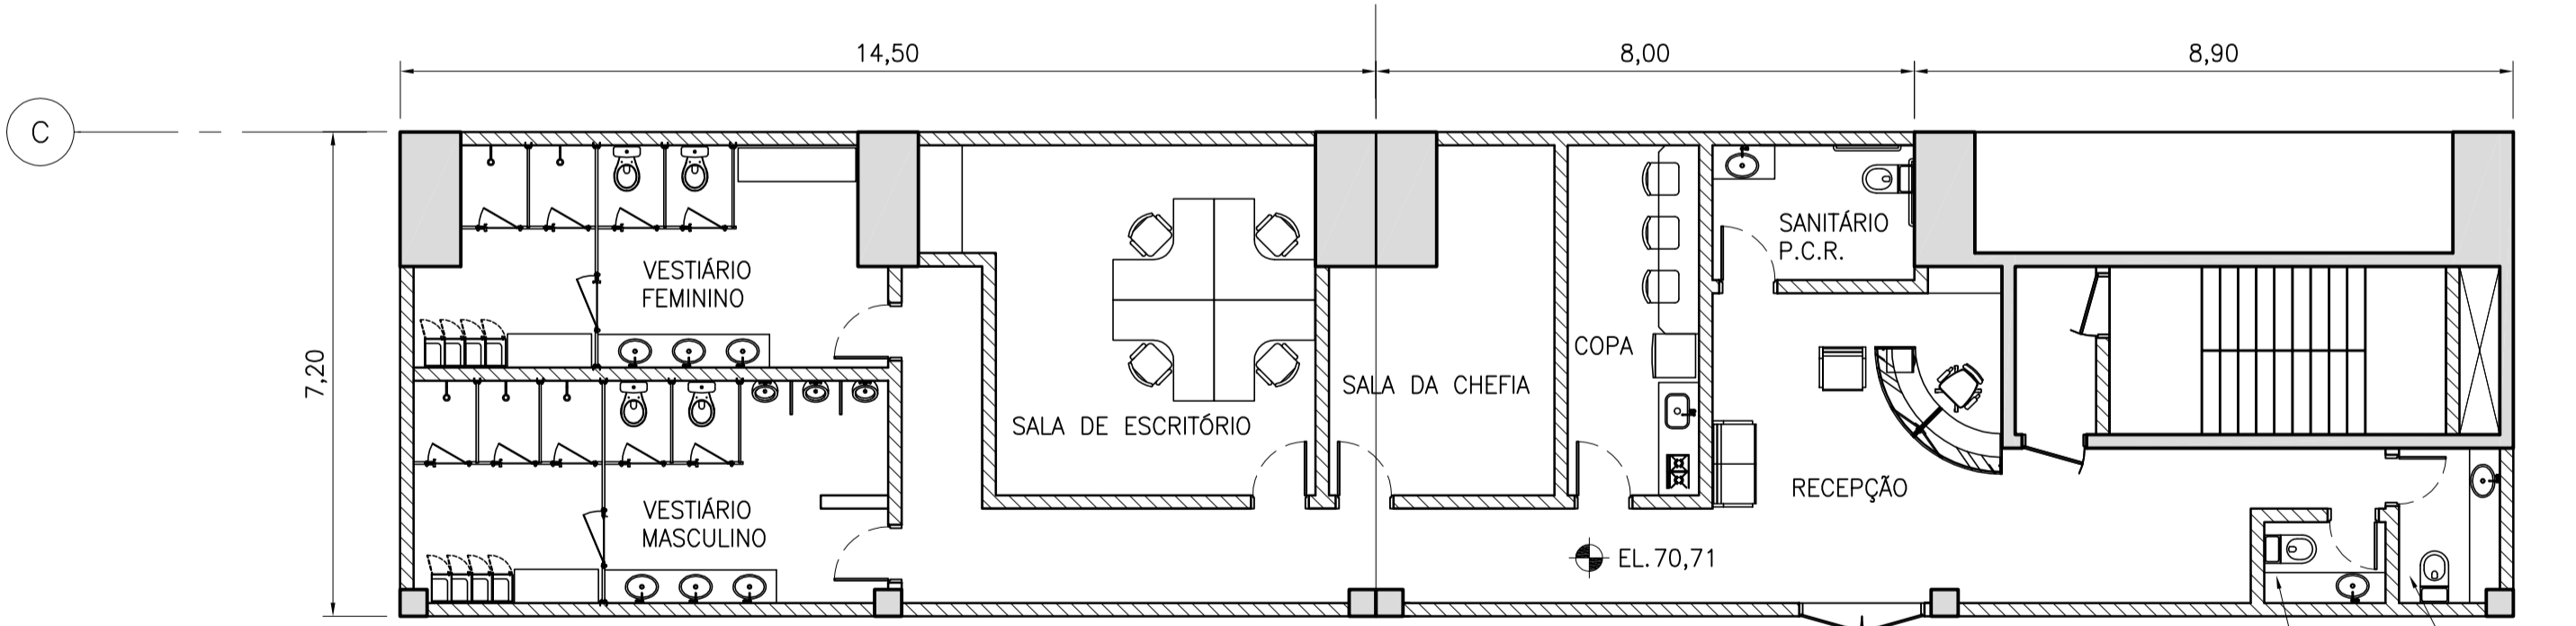 14,50
8,00
8,90
C
7,20
VESTIÁRIO
FEMININO
SANITÁRIO
P.C.R.
COPA
SALA DA CHEFIA
SALA DE ESCRITÓRIO
RECEPÇÃO
VESTIÁRIO
MASCULINO
EL.70,71